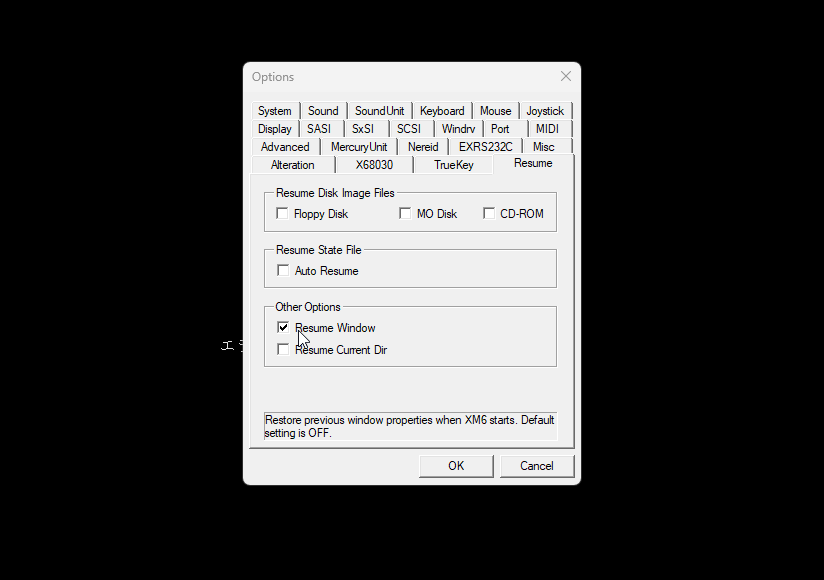 Options
System Sound SoundUnit Keyboard Mouse Joystick
Display SASI SxSI SCSI Windrv Port MIDI
Advanced MercuryUnit Nereid EXRS232C Misc
Alteration X68030 TrueKey Resume
Resume Disk Image Files
Floppy Disk MO Disk CD-ROM
Resume State File
Auto Resume
Other Options
Resume Window
エ
Resume Current Dir
Restore previous window properties when XM6 starts. Default
setting is OFF.
OK Cancel